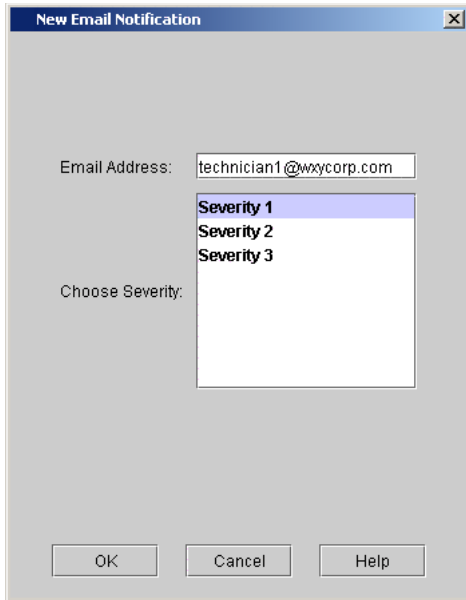 New Email Notification
Email Address: technician1@wxycorp.com
Severity 1
Severity 2
Severity 3
Choose Severity:
OK Cancel Help